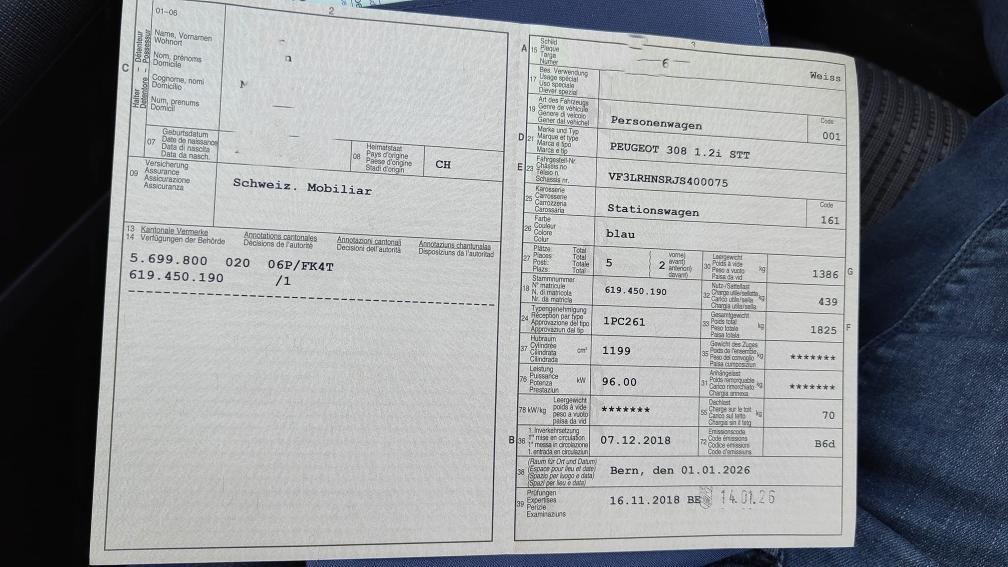 01-06
2
C
Halter
Détenteur
Detentore
Possessur
Name, Vornamen
Wohnort
Nom, prénoms
Domicile
Cognome, nomi
Domicilio
Num, prenums
Domicil
07
Geburtsdatum
Date de naissance
Data di nascita
Data da nasch.
08
Heimatstaat
Pays d'origine
Paese d'origine
Stadi d'origin
CH
09
Versicherung
Assurance
Assicurazione
Assicuranza
Schweiz. Mobiliar
13 Kantonale Vermerke Annotations cantonales Annotazioni cantonali Annotaziuns chantunalas
14 Verfügungen der Behörde Décisions de l'autorité Decisioni dell'autorità Disposiziuns da l'autoritad
5.699.800 020 06P/FK4T
619.450.190 /1
3
A 15
Schild
Plaque
Targa
Numer
6
Weiss
17
Bes. Verwendung
Usage spécial
Uso speciale
Diever spezial
19
Art des Fahrzeugs
Genre de véhicule
Genere di veicolo
Gener dal vehichel
Personenwagen
Code
001
D 21
Marke und Typ
Marque et type
Marca e tipo
Marca e tip
PEUGEOT 308 1.2i STT
E 23
Fahrgestell-Nr.
Châssis no
Telaio n.
Schassis nr.
VF3LRHNSRJS400075
25
Karosserie
Carrosserie
Carrozzeria
Carossaria
Stationswagen
Code
161
26
Farbe
Couleur
Colore
Colur
blau
27
Plätze: Total
Places: Total
Posti: Totale
Plazs: Total
5
2
vorne)
avant)
anteriori)
davant)
30
Leergewicht
Poids à vide
Peso a vuoto
Paisa da vid
kg
1386 G
18
Stammnummer
N° matricule
N. di matricola
Nr. da matricla
619.450.190
32
Nutz-/Sattellast
Charge utile/sellette
Carico utile/sella
Chargia utila/sella
kg
439
24
Typengenehmigung
Réception par type
Approvazione del tipo
Approvaziun dal tip
1PC261
33
Gesamtgewicht
Poids total
Peso totale
Paisa totala
kg
1825 F
37
Hubraum
Cylindrée
Cilindrata
Cilindrada
cm³
1199
35
Gewicht des Zuges
Poids de l'ensemble
Peso del convoglio
Paisa cumposiziun
kg
*******
76
Leistung
Puissance
Potenza
Prestaziun
kW
96.00
31
Anhängelast
Poids remorquable
Carico rimorchiato
Chargia annexa
kg
*******
78 kW/kg
Leergewicht
poids à vide
peso a vuoto
paisa da vid
*******
55
Dachlast
Charge sur le toit
Carico sul tetto
Chargia sin il tetg
kg
70
B 36
1. Inverkehrsetzung
1re mise en circulation
1a messa in circolazione
1. entrada en circulaziun
07.12.2018
72
Emissionscode
Code émissions
Codice emissioni
Code d'emissiuns
B6d
38
(Raum für Ort und Datum)
(Espace pour lieu et date)
(Spazio per luogo e data)
(Spazi per lieu e data)
Bern, den 01.01.2026
39
Prüfungen
Expertises
Perizie
Examinaziuns
16.11.2018 BE 14.01.26